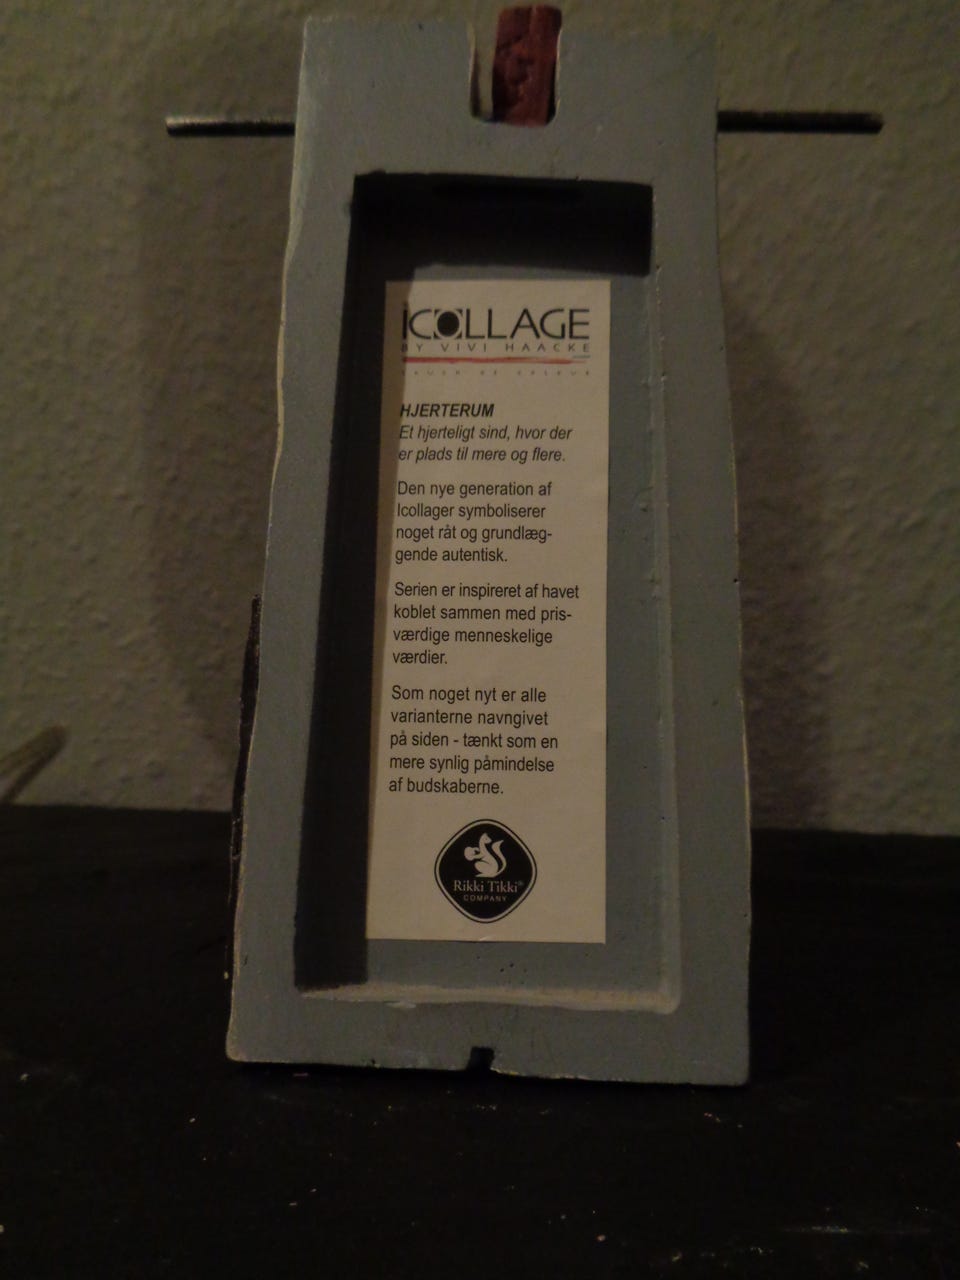 ICOLLAGE
BY VIVI HAACKE
HJERTERUM
Et hjerteligt sind, hvor der
er plads til mere og flere.
Den nye generation af
Icollager symboliserer
noget råt og grundlæg-
gende autentisk.
Serien er inspireret af havet
koblet sammen med pris-
værdige menneskelige
værdier.
Som noget nyt er alle
varianterne navngivet
på siden - tænkt som en
mere synlig påmindelse
af budskaberne.
Rikki Tikki®
COMPANY